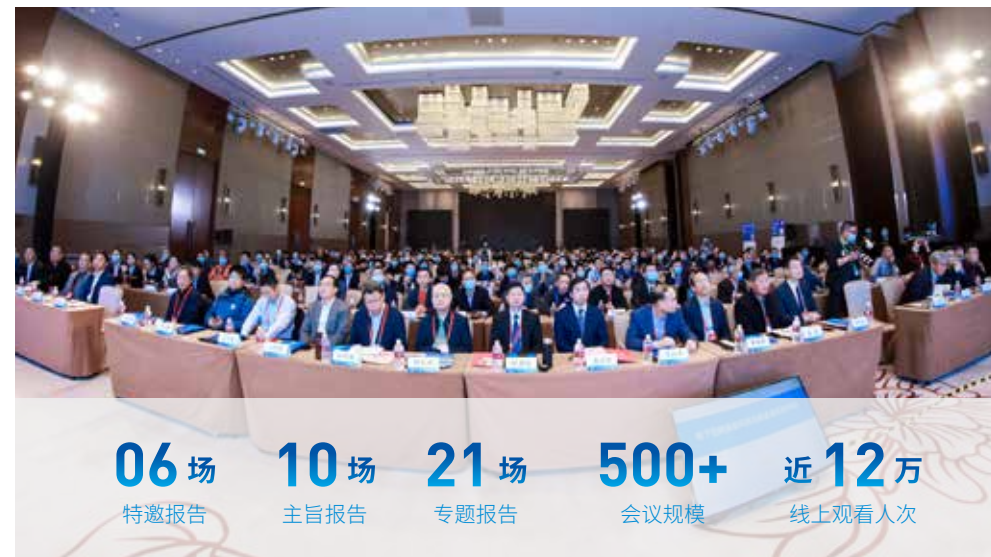 06 场
特邀报告
10 场
主旨报告
21 场
专题报告
500+
会议规模
近 12 万
线上观看人次